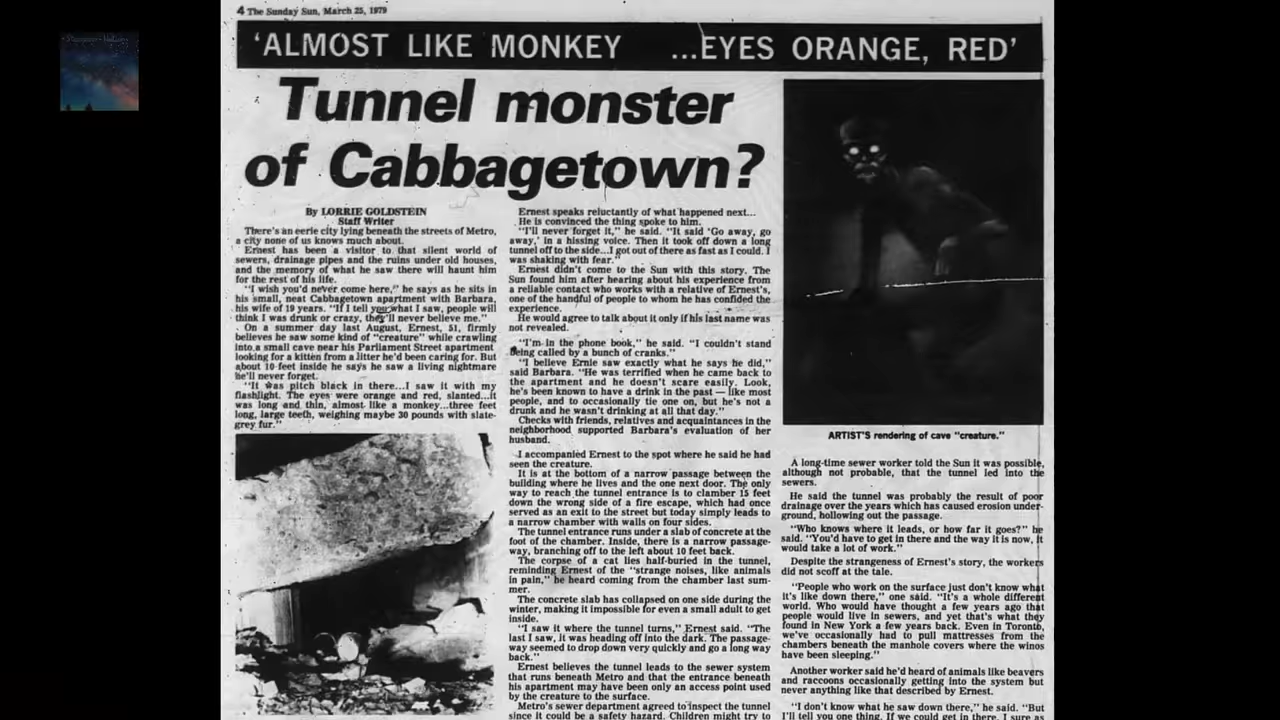 4 The Sunday Sun, March 25, 1979
'ALMOST LIKE MONKEY ...EYES ORANGE, RED'
Tunnel monster
of Cabbagetown?
By LORRIE GOLDSTEIN
Staff Writer
There's an eerie city lying beneath the streets of Metro,
a city none of us knows much about.
Ernest has been a visitor to that silent world of
sewers, drainage pipes and the ruins under old houses,
and the memory of what he saw there will haunt him
for the rest of his life.
"I wish you'd never come here," he says as he sits in
his small, neat Cabbagetown apartment with Barbara,
his wife of 19 years. "If I tell you what I saw, people will
think I was drunk or crazy, they'll never believe me."
On a summer day last August, Ernest, 51, firmly
believes he saw some kind of "creature" while crawling
into a small cave near his Parliament Street apartment
looking for a kitten from a litter he'd been caring for. But
about 10 feet inside he says he saw a living nightmare
he'll never forget.
"It was pitch black in there...I saw it with my
flashlight. The eyes were orange and red, slanted...it
was long and thin, almost like a monkey...three feet
long, large teeth, weighing maybe 30 pounds with slate-
grey fur."
Ernest speaks reluctantly of what happened next...
He is convinced the thing spoke to him.
"I'll never forget it," he said. "It said 'Go away, go
away,' in a hissing voice. Then it took off down a long
tunnel off to the side...I got out of there as fast as I could. I
was shaking with fear."
Ernest didn't come to the Sun with this story. The
Sun found him after hearing about his experience from
a reliable contact who works with a relative of Ernest's,
one of the handful of people to whom he has confided the
experience.
He would agree to talk about it only if his last name was
not revealed.
"I'm in the phone book," he said. "I couldn't stand
being called by a bunch of cranks."
"I believe Ernie saw exactly what he says he did,"
said Barbara. "He was terrified when he came back to
the apartment and he doesn't scare easily. Look,
he's been known to have a drink in the past — like most
people, and to occasionally tie one on, but he's not a
drunk and he wasn't drinking at all that day."
Checks with friends, relatives and acquaintances in the
neighborhood supported Barbara's evaluation of her
husband.
I accompanied Ernest to the spot where he said he had
seen the creature.
It is at the bottom of a narrow passage between the
building where he lives and the one next door. The only
way to reach the tunnel entrance is to clamber 15 feet
down the wrong side of a fire escape, which had once
served as an exit to the street but today simply leads to
a narrow chamber with walls on four sides.
The tunnel entrance runs under a slab of concrete at the
foot of the chamber. Inside, there is a narrow passage-
way, branching off to the left about 10 feet back.
The corpse of a cat lies half-buried in the tunnel,
reminding Ernest of the "strange noises, like animals
in pain," he heard coming from the chamber last sum-
mer.
The concrete slab has collapsed on one side during the
winter, making it impossible for even a small adult to get
inside.
"I saw it where the tunnel turns," Ernest said. "The
last I saw, it was heading off into the dark. The passage-
way seemed to drop down very quickly and go a long way
back."
Ernest believes the tunnel leads to the sewer system
that runs beneath Metro and that the entrance beneath
his apartment may have been only an access point used
by the creature to the surface.
Metro's sewer department agreed to inspect the tunnel
since it could be a safety hazard. Children might try to
ARTIST'S rendering of cave "creature."
A long-time sewer worker told the Sun it was possible,
although not probable, that the tunnel led into the
sewers.
He said the tunnel was probably the result of poor
drainage over the years which has caused erosion under-
ground, hollowing out the passage.
"Who knows where it leads, or how far it goes?" he
said. "You'd have to get in there and the way it is now, it
would take a lot of work."
Despite the strangeness of Ernest's story, the workers
did not scoff at the tale.
"People who work on the surface just don't know what
it's like down there," one said. "It's a whole different
world. Who would have thought a few years ago that
people would live in sewers, and yet that's what they
found in New York a few years back. Even in Toronto,
we've occasionally had to pull mattresses from the
chambers beneath the manhole covers where the winos
have been sleeping."
Another worker said he'd heard of animals like beavers
and raccoons occasionally getting into the system but
never anything like that described by Ernest.
"I don't know what he saw down there," he said. "But
I'll tell you one thing. If we could get in there, I sure as